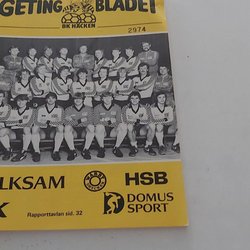 GETING BLADET
BK HÄCKEN
2974
LKSAM
HSB
K
Rapporttavlan sid. 32
DOMUS
SPORT